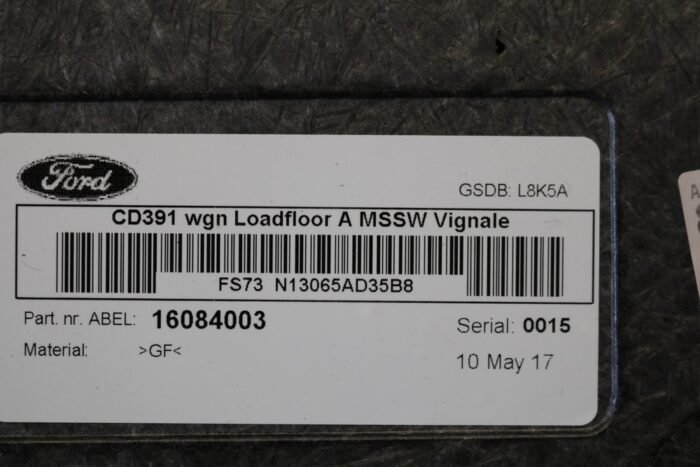 Ford
GSDB: L8K5A
CD391 wgn Loadfloor A MSSW Vignale
FS73 N13065AD35B8
Part. nr. ABEL: 16084003
Serial: 0015
Material: >GF<
10 May 17
A